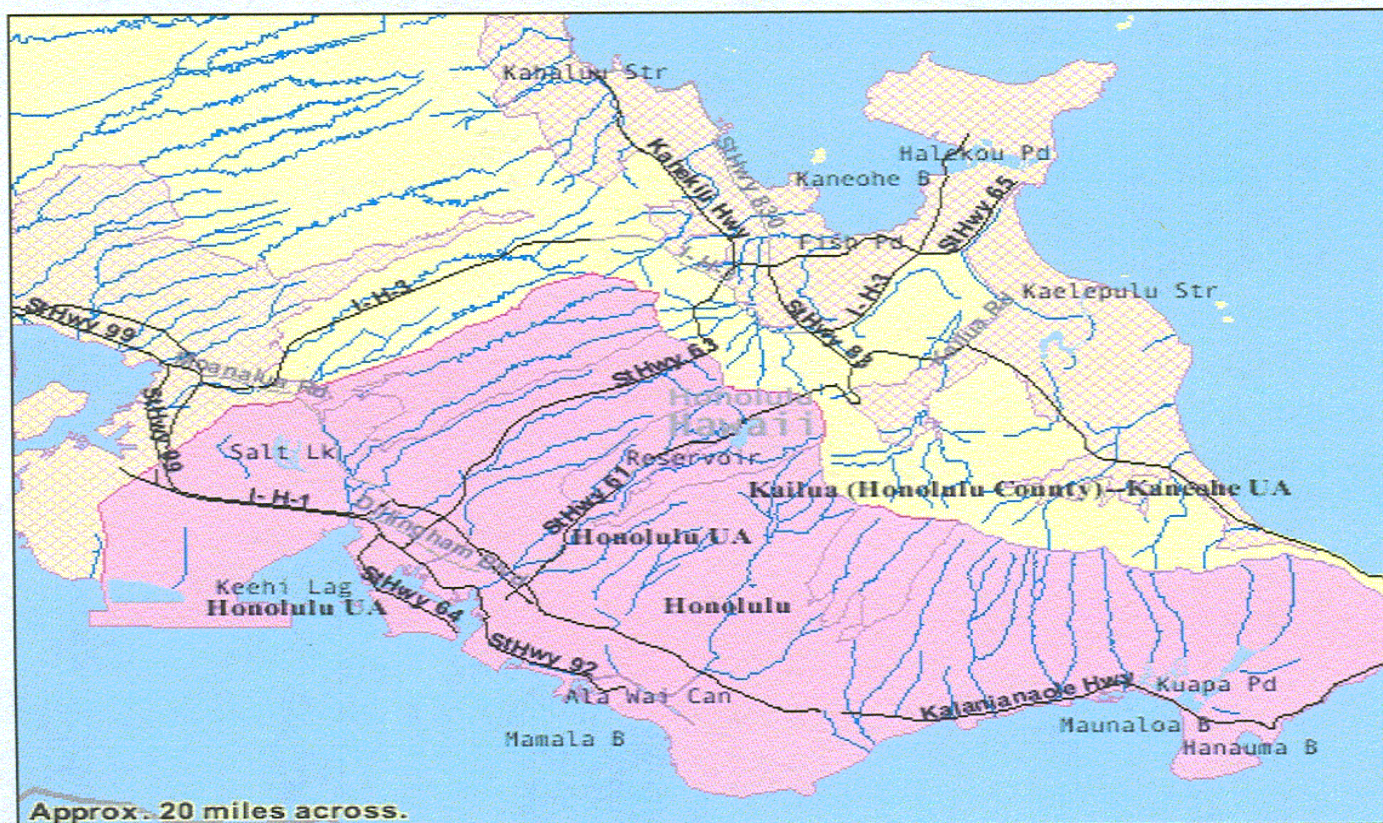 Kahaluu Str
StHwy 830
Kahekili Hwy
Halekou Pd
Kaneohe B
StHwy 65
Fish Pd
I- H-3
I- H-3
I- H-3
Kaelepulu Str
StHwy 99
StHwy 83
Kailua Rd
Moanalua Rd
StHwy 63
StHwy 99
Honolulu
Hawaii
Salt Lk
Reservoir
I- H-1
StHwy 61
Kailua (Honolulu County)--Kaneohe UA
Dillingham Blvd
Honolulu UA
Keehi Lag
StHwy 64
Honolulu UA
Honolulu
StHwy 92
Ala Wai Can
Kalanianaole Hwy
Kuapa Pd
Maunaloa B
Mamala B
Hanauma B
Approx. 20 miles across.